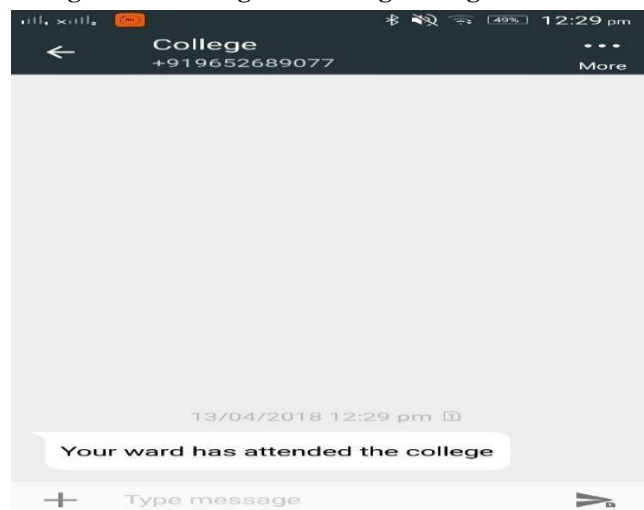 49% 12:29 pm
College
+919652689077
More
13/04/2018 12:29 pm
Your ward has attended the college
Type message